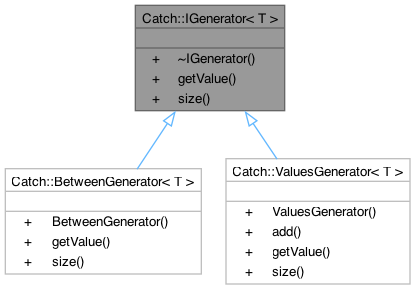 Catch::IGenerator< T >
+ ~IGenerator()
+ getValue()
+ size()
Catch::BetweenGenerator< T >
+ BetweenGenerator()
+ getValue()
+ size()
Catch::ValuesGenerator< T >
+ ValuesGenerator()
+ add()
+ getValue()
+ size()